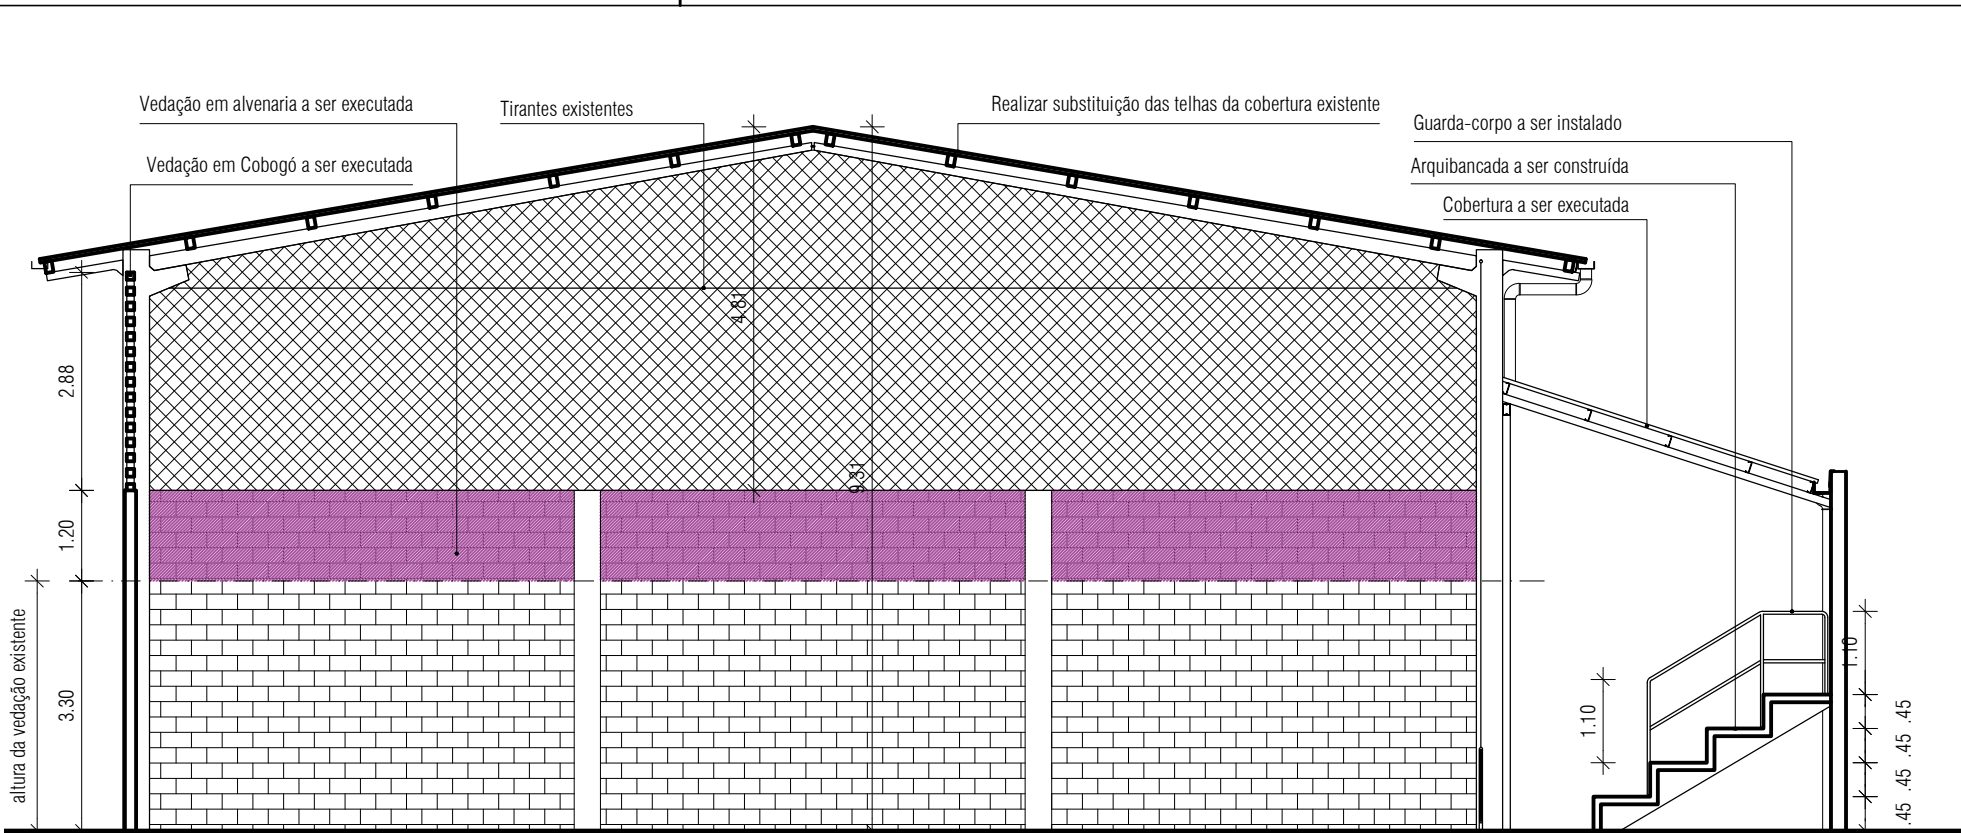 Vedação em alvenaria a ser executada
Tirantes existentes
Realizar substituição das telhas da cobertura existente
Guarda-corpo a ser instalado
Vedação em Cobogó a ser executada
Arquibancada a ser construída
Cobertura a ser executada
4.81
2.88
9.31
1.20
altura da vedação existente
3.30
1.10
1.10
.45
.45
.45
.45